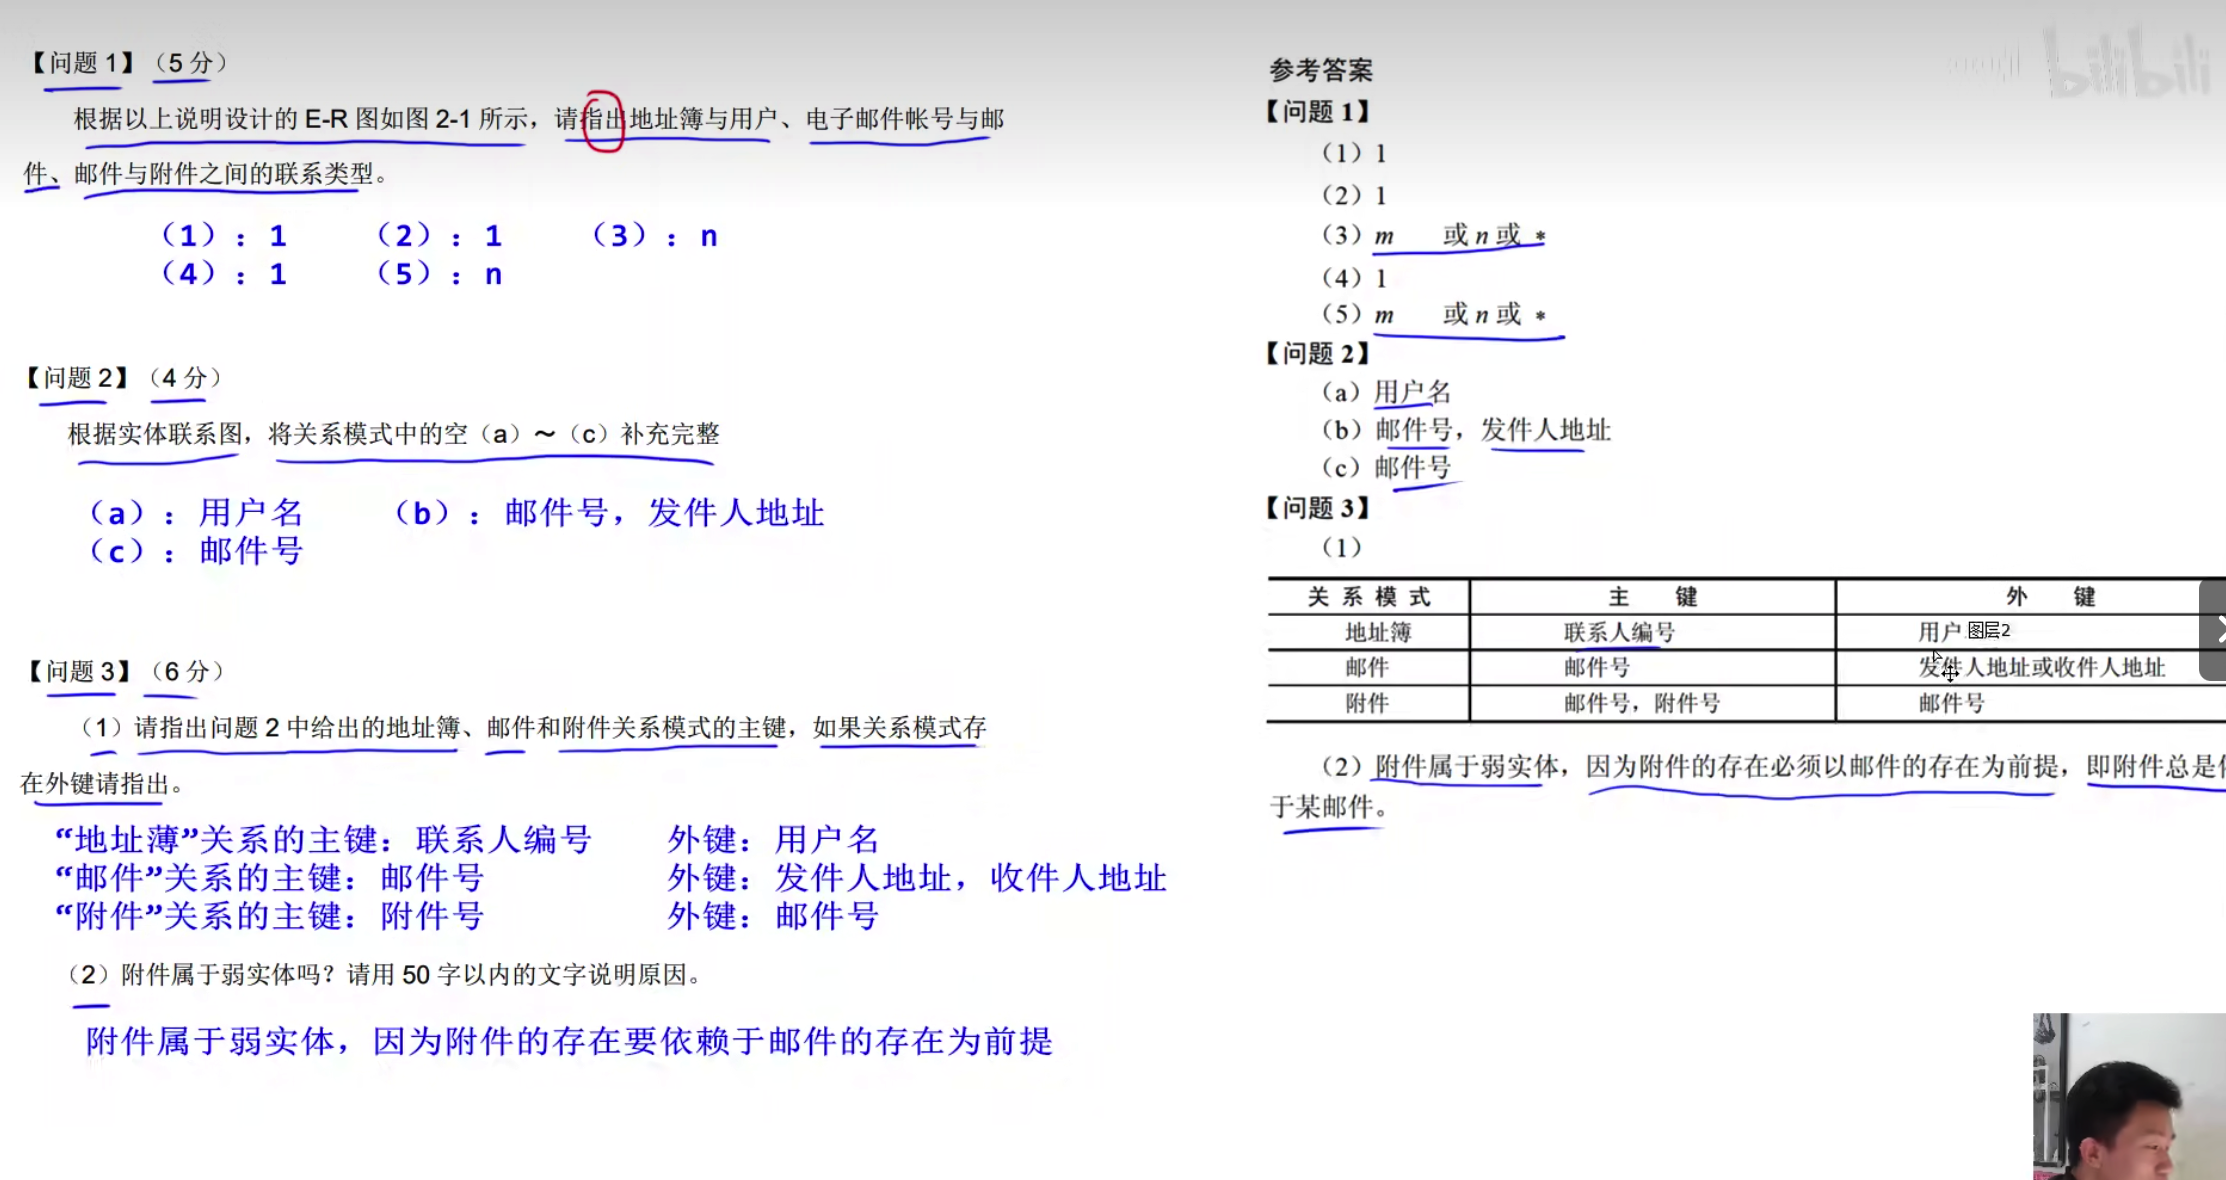 【问题 1】（5 分）
根据以上说明设计的 E-R 图如图 2-1 所示，请指出地址簿与用户、电子邮件帐号与邮
件、邮件与附件之间的联系类型。
（1）：1 （2）：1 （3）：n
（4）：1 （5）：n
【问题 2】（4 分）
根据实体联系图，将关系模式中的空（a）～（c）补充完整
（a）：用户名 （b）：邮件号，发件人地址
（c）：邮件号
【问题 3】（6 分）
（1）请指出问题 2 中给出的地址簿、邮件和附件关系模式的主键，如果关系模式存
在外键请指出。
“地址薄”关系的主键：联系人编号 外键：用户名
“邮件”关系的主键：邮件号 外键：发件人地址，收件人地址
“附件”关系的主键：附件号 外键：邮件号
（2）附件属于弱实体吗？请用 50 字以内的文字说明原因。
附件属于弱实体，因为附件的存在要依赖于邮件的存在为前提
bilibili
参考答案
【问题 1】
（1）1
（2）1
（3）m 或 n 或 *
（4）1
（5）m 或 n 或 *
【问题 2】
（a）用户名
（b）邮件号，发件人地址
（c）邮件号
【问题 3】
（1）
关系模式 主键 外键
地址簿 联系人编号 用户 图层2
邮件 邮件号 发件人地址或收件人地址
附件 邮件号，附件号 邮件号
（2）附件属于弱实体，因为附件的存在必须以邮件的存在为前提，即附件总是
于某邮件。